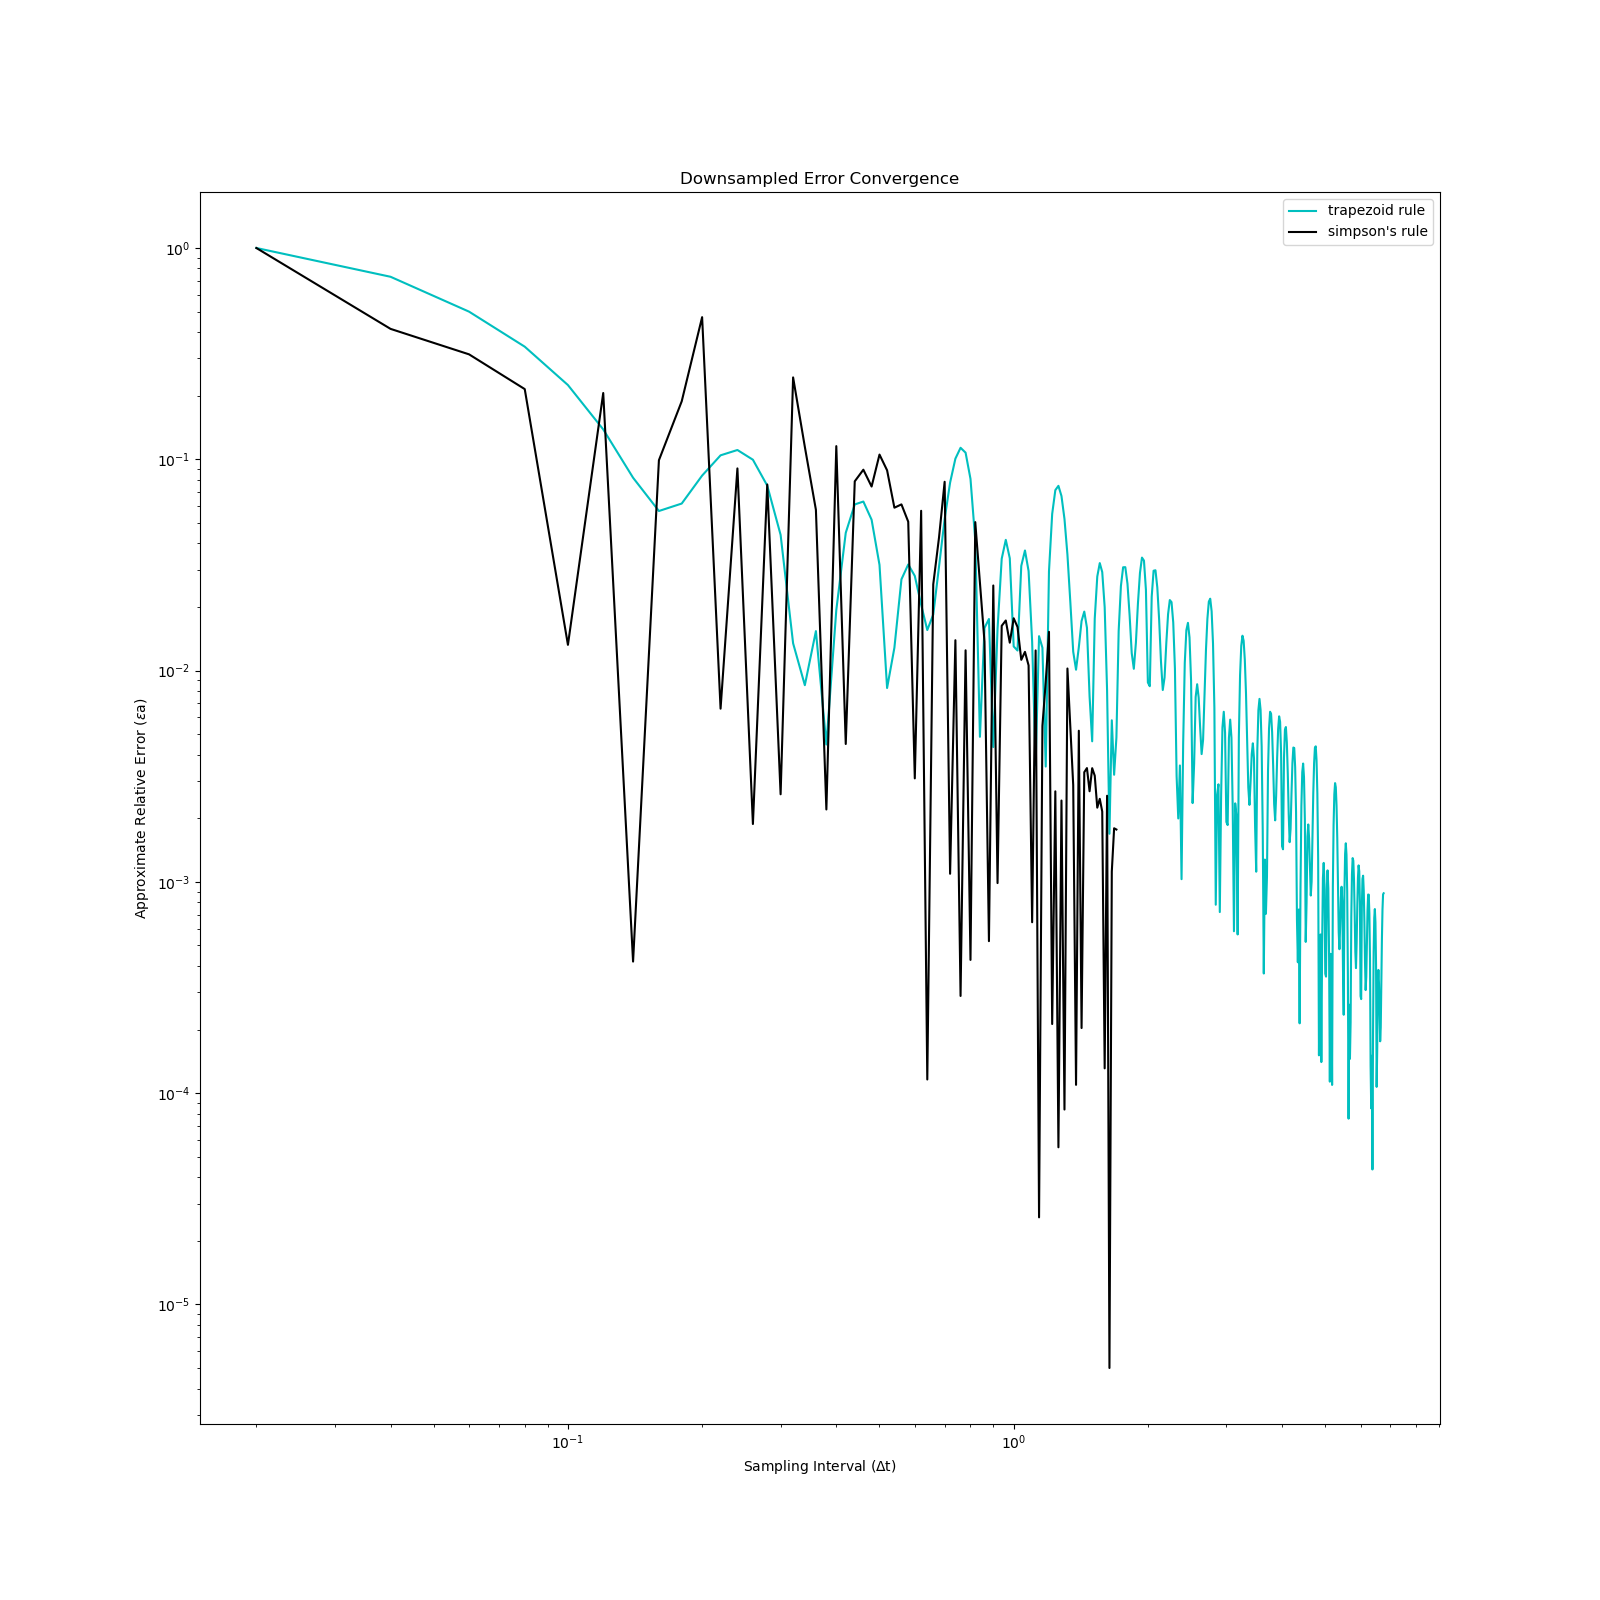 Downsampled Error Convergence
trapezoid rule
simpson's rule
10⁰
10⁻¹
10⁻²
10⁻³
10⁻⁴
10⁻⁵
Approximate Relative Error (εa)
10⁻¹
10⁰
Sampling Interval (Δt)